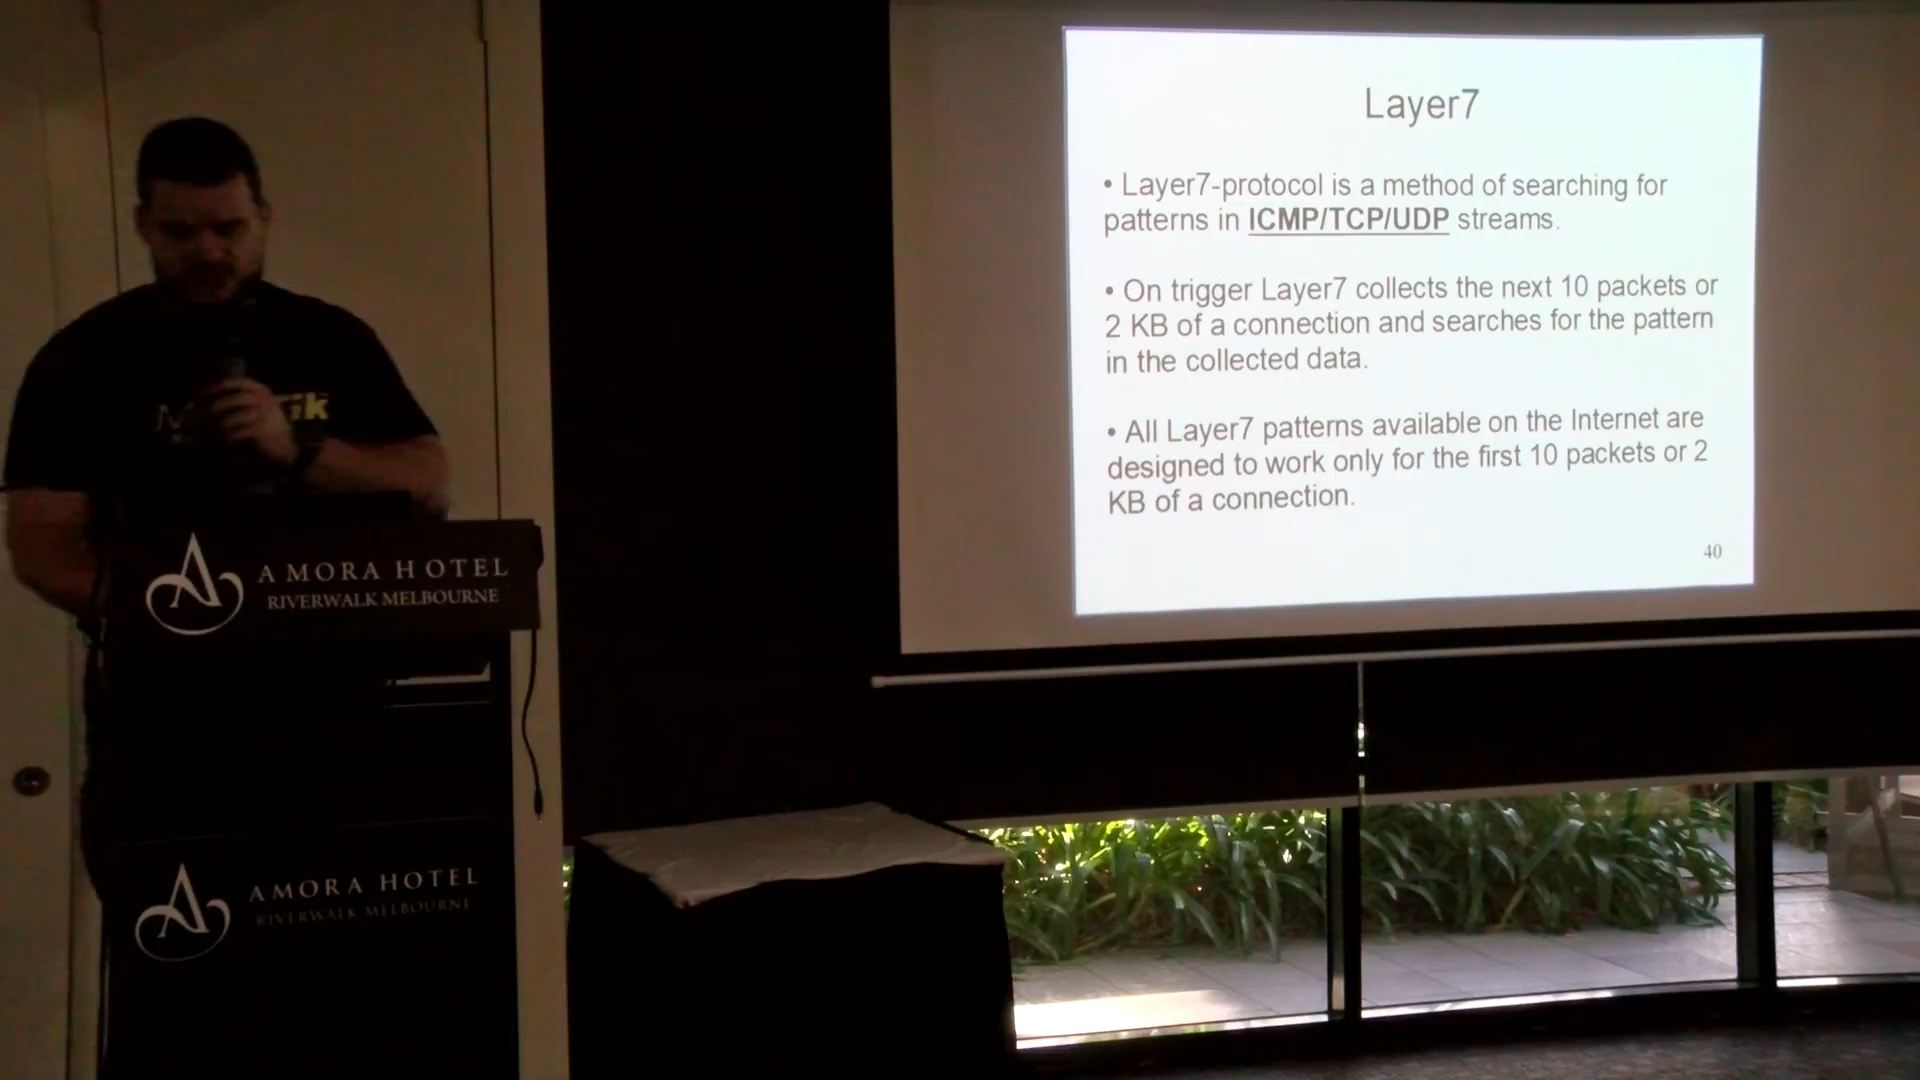 Layer7
• Layer7-protocol is a method of searching for
patterns in ICMP/TCP/UDP streams.
• On trigger Layer7 collects the next 10 packets or
2 KB of a connection and searches for the pattern
in the collected data.
• All Layer7 patterns available on the Internet are
designed to work only for the first 10 packets or 2
KB of a connection.
40
AMORA HOTEL
RIVERWALK MELBOURNE
AMORA HOTEL
RIVERWALK MELBOURNE